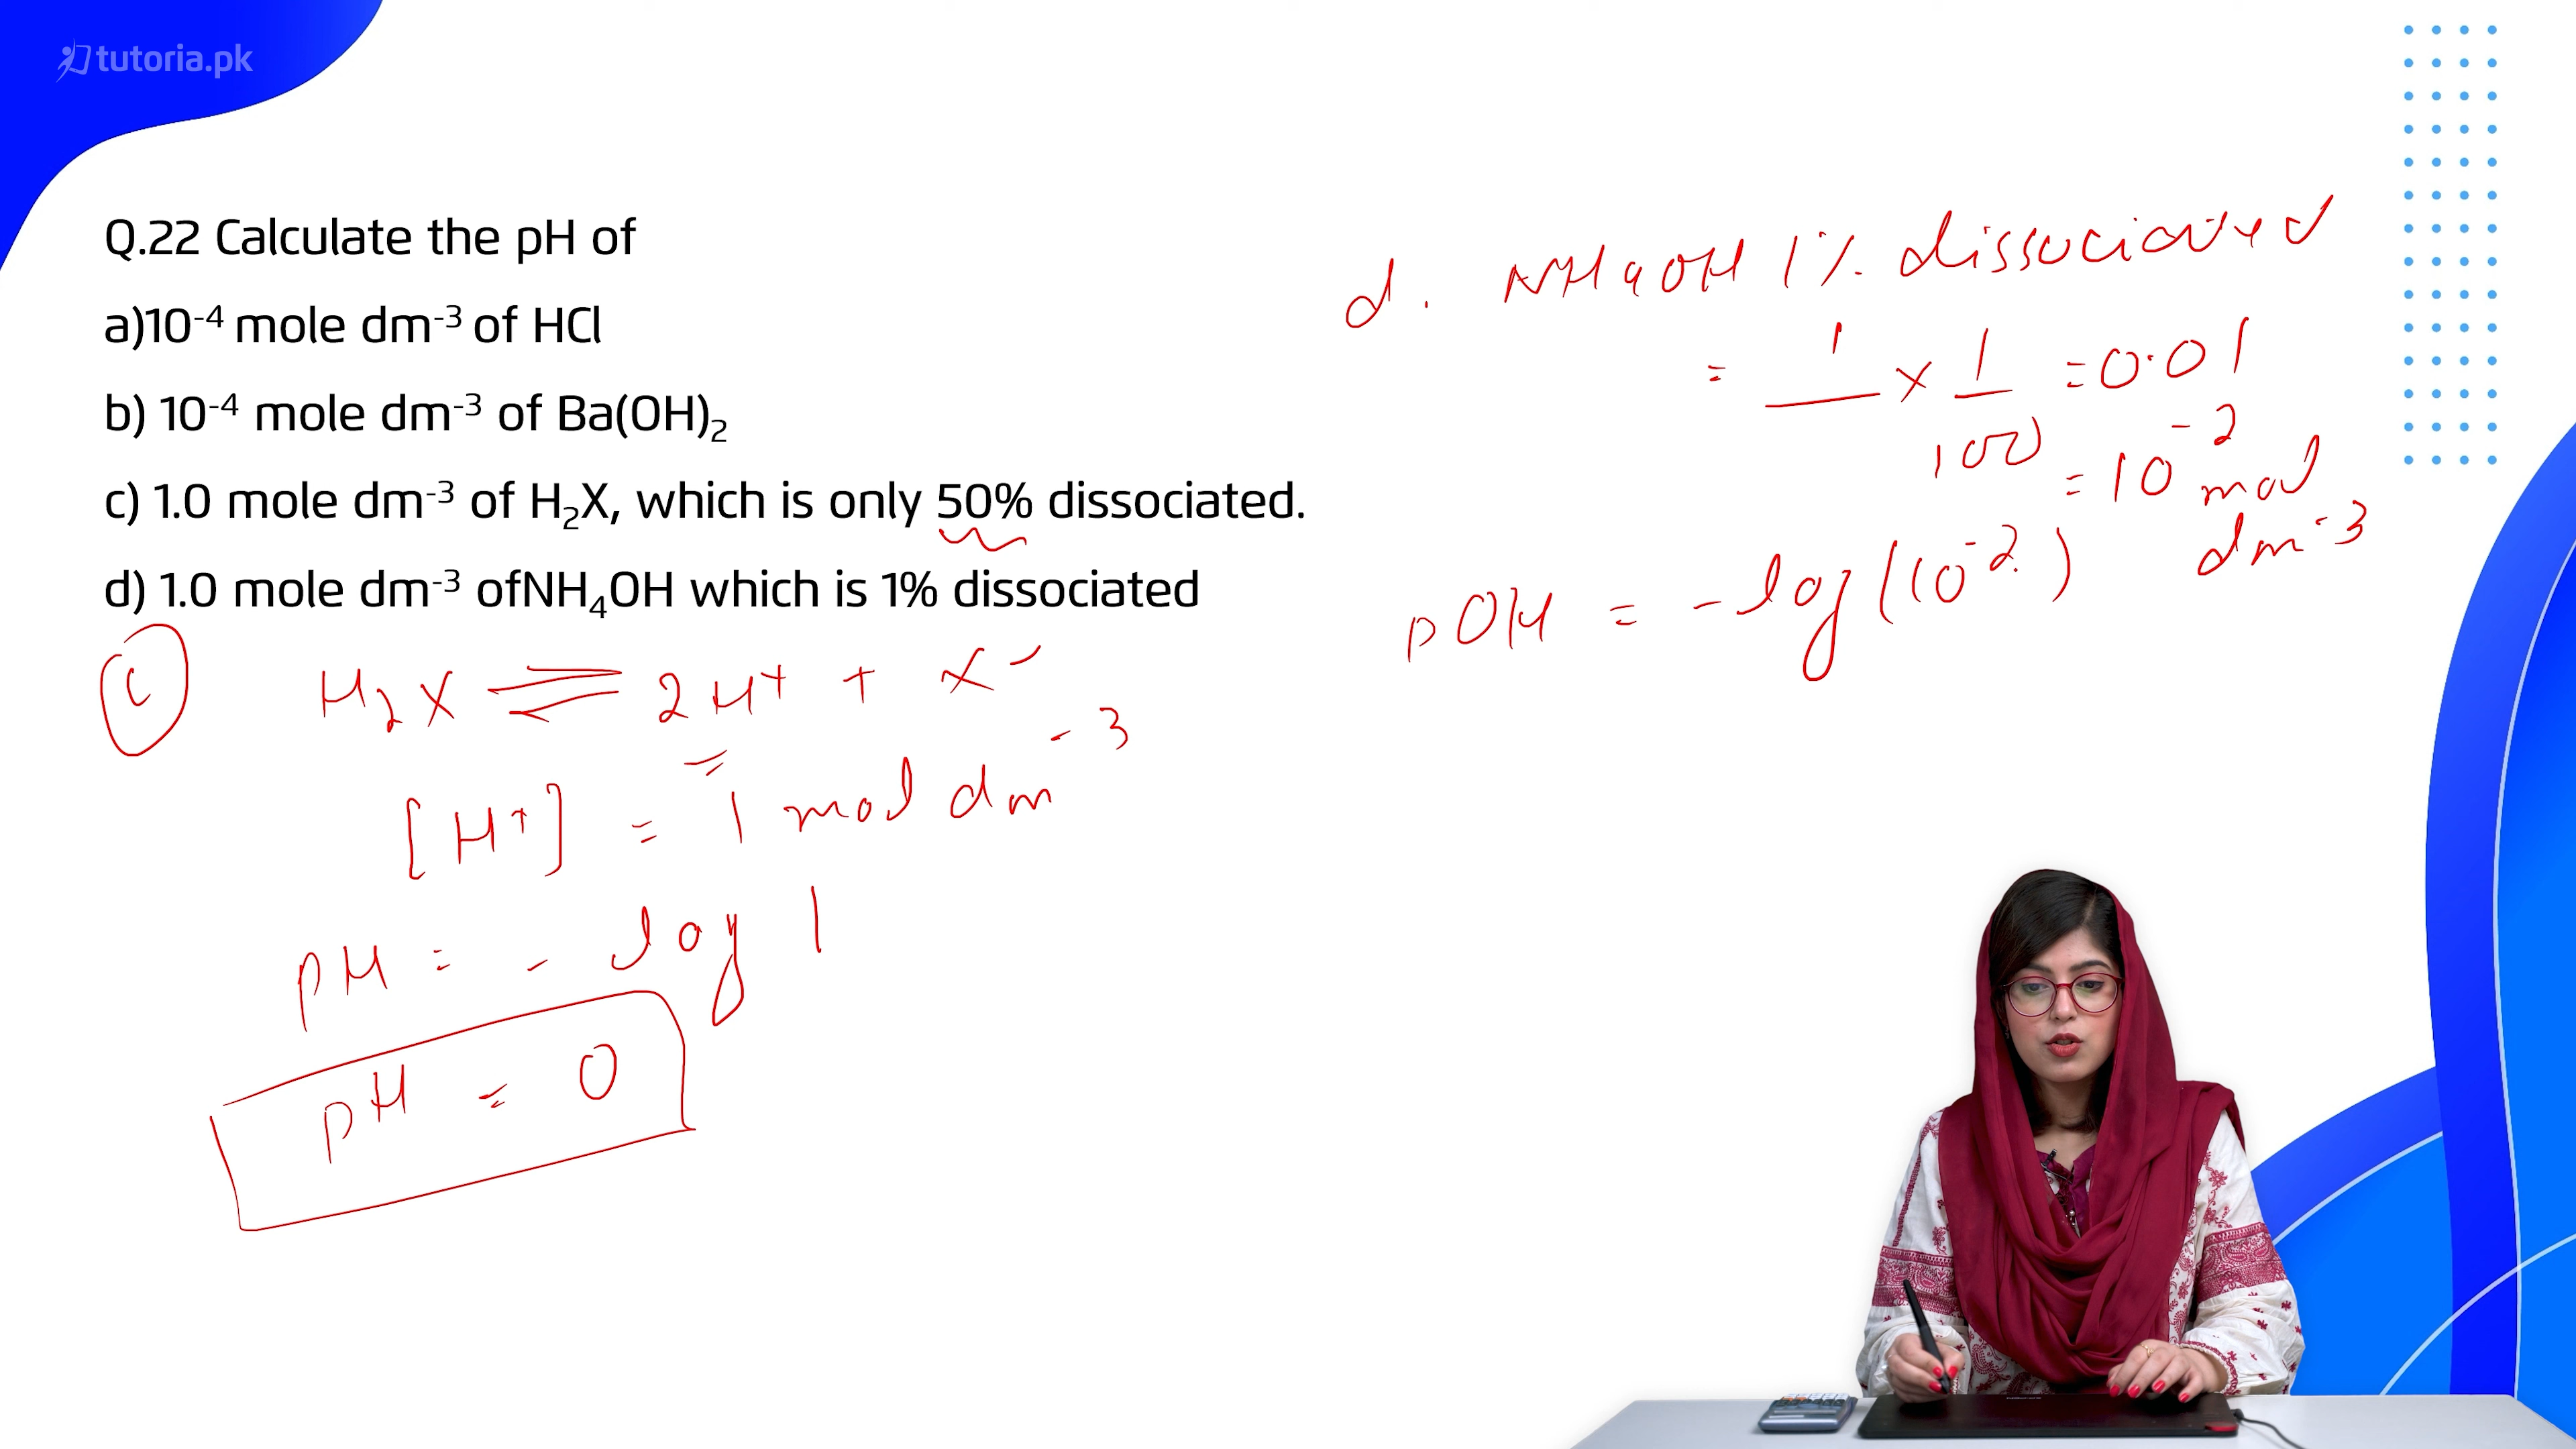 tutoria.pk
Q.22 Calculate the pH of
a)10⁻⁴ mole dm⁻³ of HCl
b) 10⁻⁴ mole dm⁻³ of Ba(OH)₂
c) 1.0 mole dm⁻³ of H₂X, which is only 50% dissociated.
d) 1.0 mole dm⁻³ ofNH₄OH which is 1% dissociated
c
H₂X ⇌ 2H⁺ + X⁻
[H⁺] = 1 mol dm⁻³
pH = - log 1
pH = 0
d. NH₄OH 1% dissociated
= 1/ × 1/100 = 0.01
= 10⁻² mol dm⁻³
pOH = -log(10⁻²)